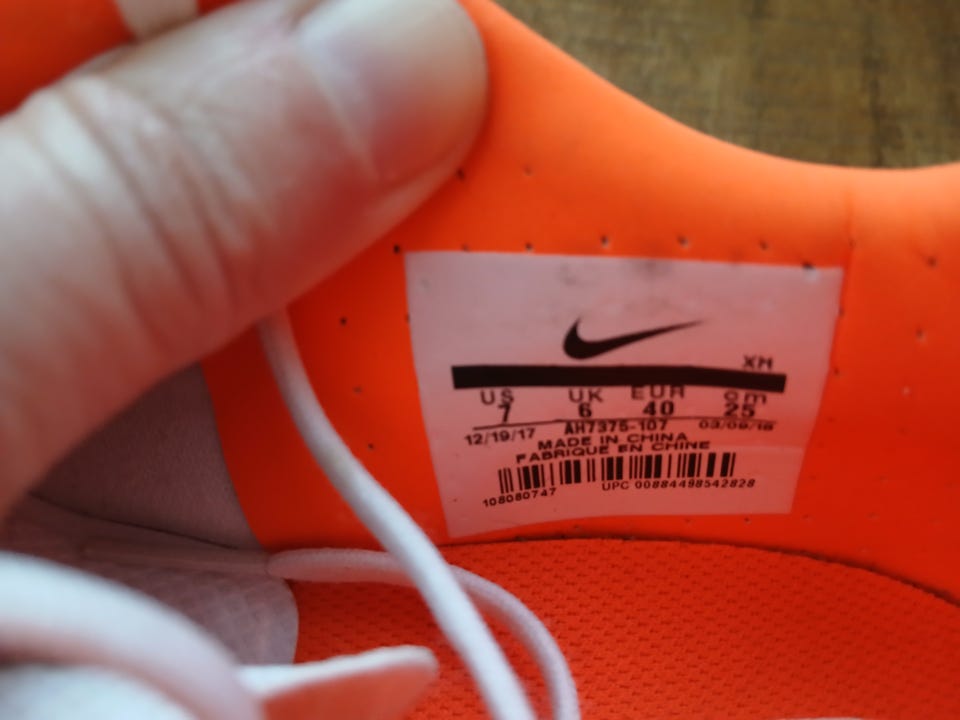 XH
US UK EUR cm
7 6 40 25
12/19/17 AH7375-107 03/09/18
MADE IN CHINA
FABRIQUE EN CHINE
108080747 UPC 00884498542828